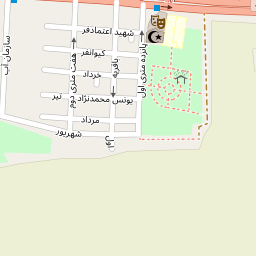 شهید اعتمادفر
کیوانفر
خرداد
یونس محمدنژاد
تیر
مرداد
شهریور
سازمان آب
هفت متری دوم
باقریه
پانزده متری اول
اول